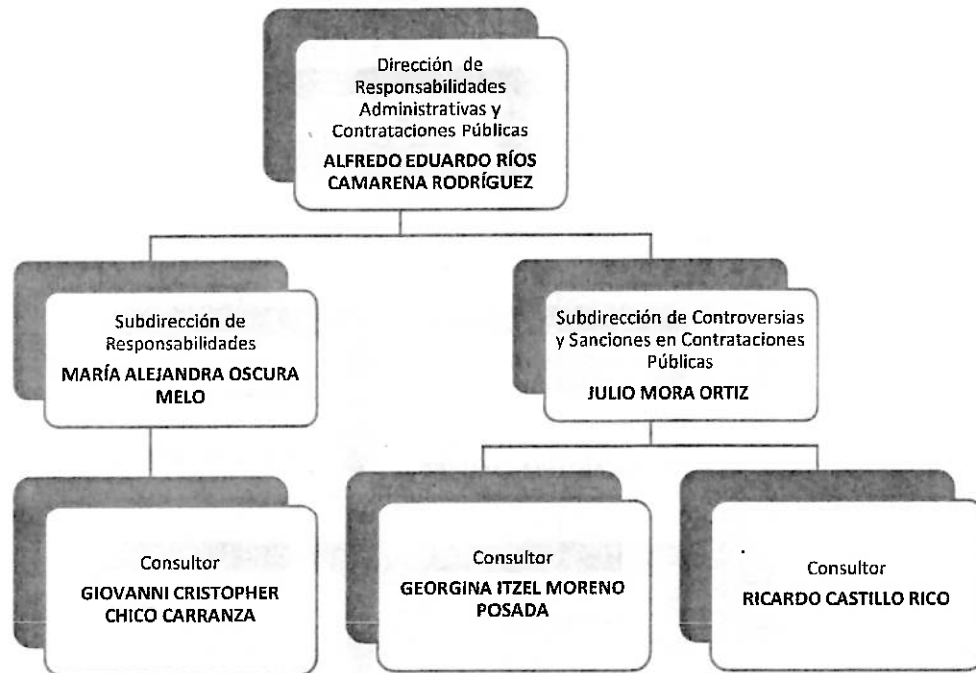 Dirección de
Responsabilidades
Administrativas y
Contrataciones Públicas
ALFREDO EDUARDO RÍOS
CAMARENA RODRÍGUEZ
Subdirección de
Responsabilidades
MARÍA ALEJANDRA OSCURA
MELO
Subdirección de Controversias
y Sanciones en Contrataciones
Públicas
JULIO MORA ORTIZ
Consultor
GIOVANNI CRISTOPHER
CHICO CARRANZA
Consultor
GEORGINA ITZEL MORENO
POSADA
Consultor
RICARDO CASTILLO RICO